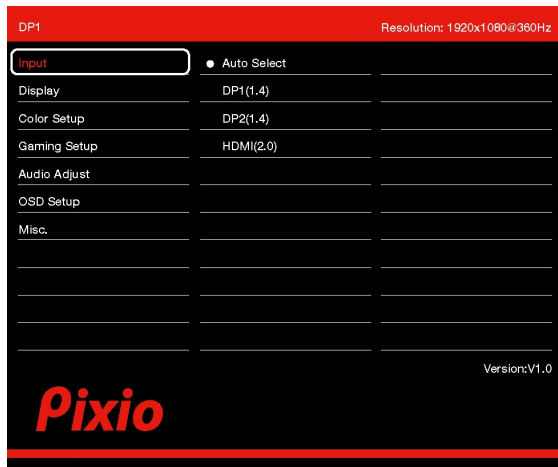 DP1 Resolution: 1920x1080@360Hz
Input Auto Select
Display DP1(1.4)
Color Setup DP2(1.4)
Gaming Setup HDMI(2.0)
Audio Adjust
OSD Setup
Misc.
Version:V1.0
Pixio